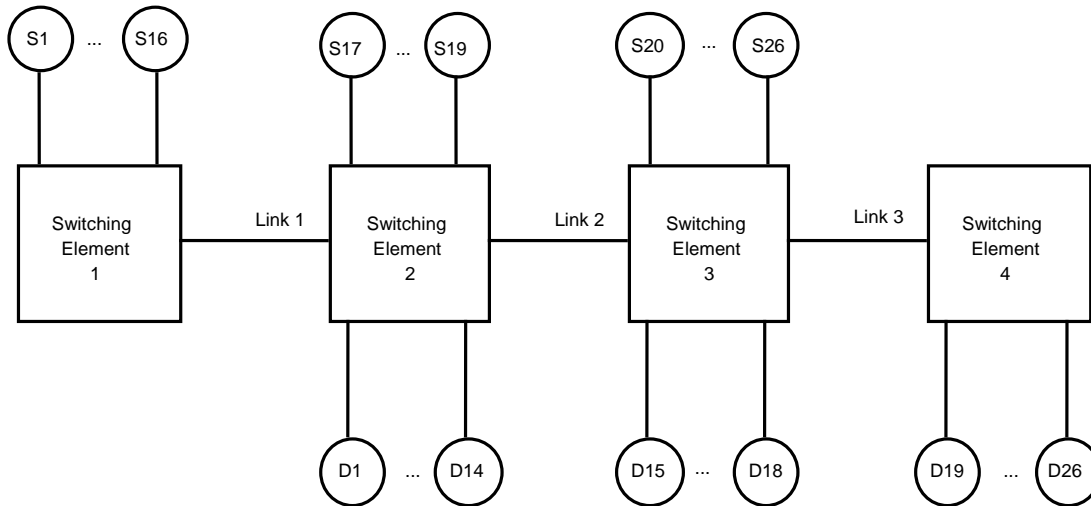 S1 ... S16
S17 ... S19
S20 ... S26
Switching
Element
1
Link 1
Switching
Element
2
Link 2
Switching
Element
3
Link 3
Switching
Element
4
D1 ... D14
D15 ... D18
D19 ... D26